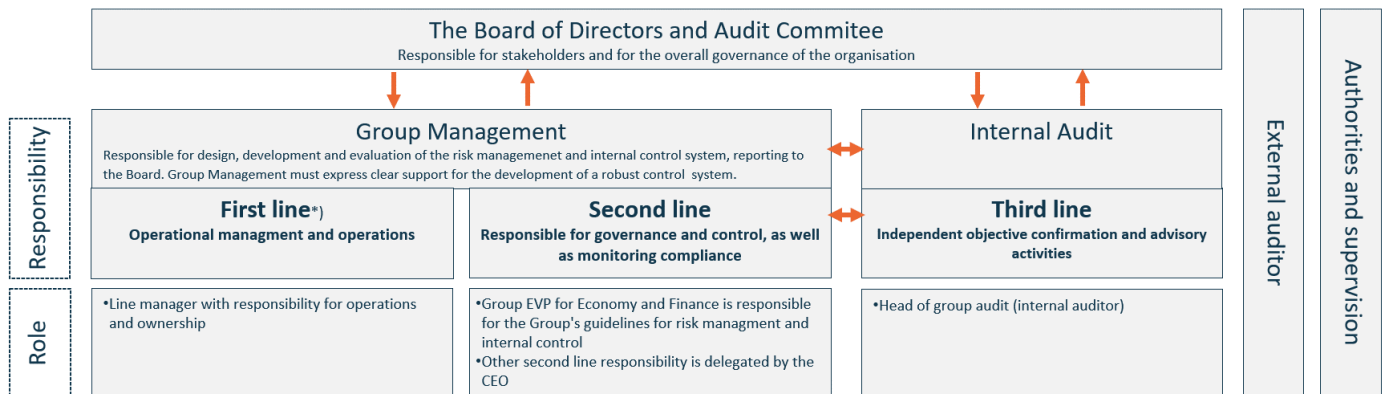 The Board of Directors and Audit Commitee
Responsible for stakeholders and for the overall governance of the organisation
Responsibility
Group Management
Responsible for design, development and evaluation of the risk managemenet and internal control system, reporting to
the Board. Group Management must express clear support for the development of a robust control system.
Internal Audit
First line*)
Operational managment and operations
Second line
Responsible for governance and control, as well
as monitoring compliance
Third line
Independent objective confirmation and advisory
activities
Role
•Line manager with responsibility for operations
and ownership
•Group EVP for Economy and Finance is responsible
for the Group's guidelines for risk managment and
internal control
•Other second line responsibility is delegated by the
CEO
•Head of group audit (internal auditor)
External auditor
Authorities and supervision